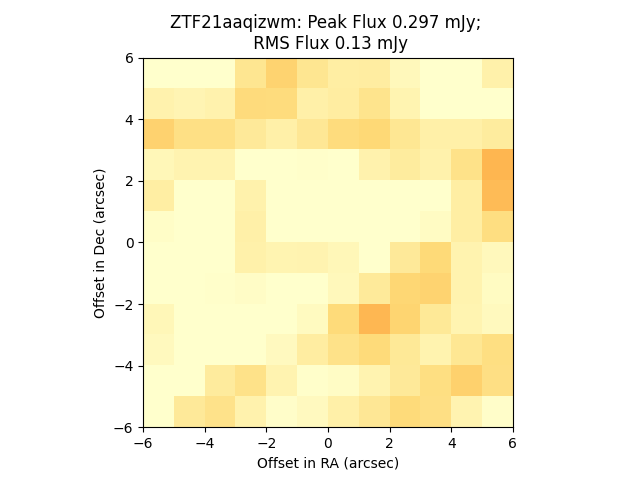 ZTF21aaqizwm: Peak Flux 0.297 mJy;
RMS Flux 0.13 mJy
6
4
2
0
−2
−4
−6
Offset in Dec (arcsec)
−6 −4 −2 0 2 4 6
Offset in RA (arcsec)